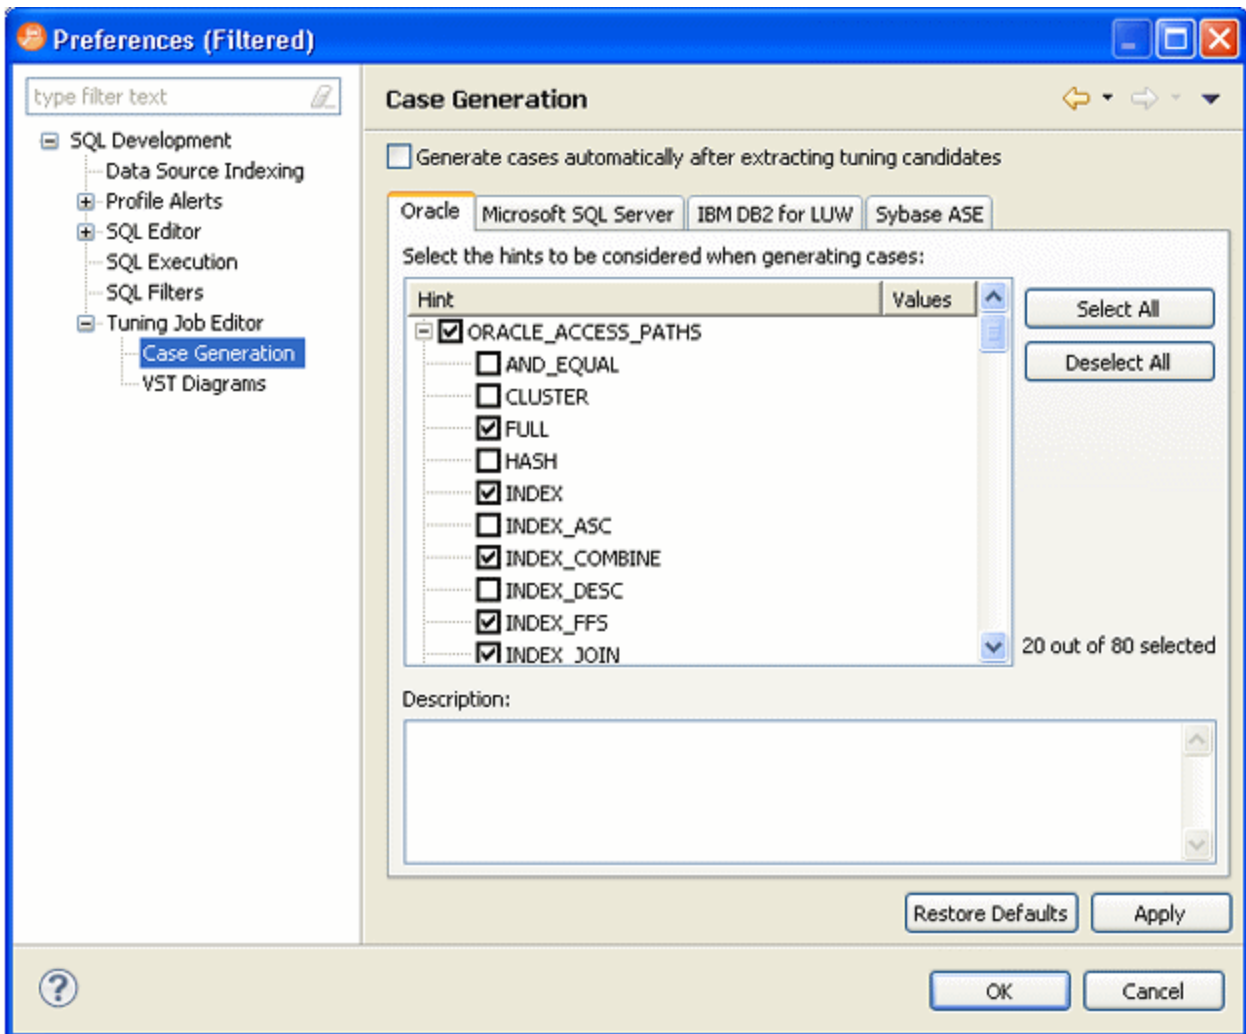 Preferences (Filtered)
type filter text
SQL Development
Data Source Indexing
Profile Alerts
SQL Editor
SQL Execution
SQL Filters
Tuning Job Editor
Case Generation
VST Diagrams
Case Generation
Generate cases automatically after extracting tuning candidates
Oracle Microsoft SQL Server IBM DB2 for LUW Sybase ASE
Select the hints to be considered when generating cases:
Hint Values
ORACLE_ACCESS_PATHS
AND_EQUAL
CLUSTER
FULL
HASH
INDEX
INDEX_ASC
INDEX_COMBINE
INDEX_DESC
INDEX_FFS
INDEX_JOIN
Select All
Deselect All
20 out of 80 selected
Description:
Restore Defaults Apply
? OK Cancel